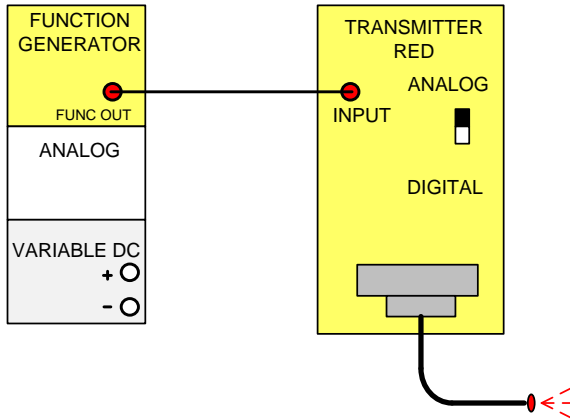 FUNCTION
GENERATOR
FUNC OUT
ANALOG
VARIABLE DC
+
-
TRANSMITTER
RED
ANALOG
INPUT
DIGITAL